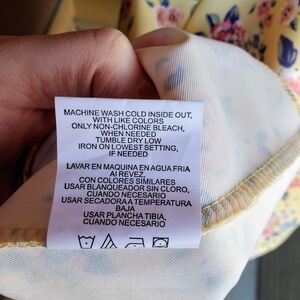 MACHINE WASH COLD INSIDE OUT,
WITH LIKE COLORS
ONLY NON-CHLORINE BLEACH,
WHEN NEEDED
TUMBLE DRY LOW
IRON ON LOWEST SETTING,
IF NEEDED
LAVAR EN MAQUINA EN AGUA FRIA
AL REVEZ,
CON COLORES SIMILARES
USAR BLANQUEADOR SIN CLORO,
CUANDO NECESARIO
USAR SECADORA A TEMPERATURA
BAJA
USAR PLANCHA TIBIA,
CUANDO NECESARIO